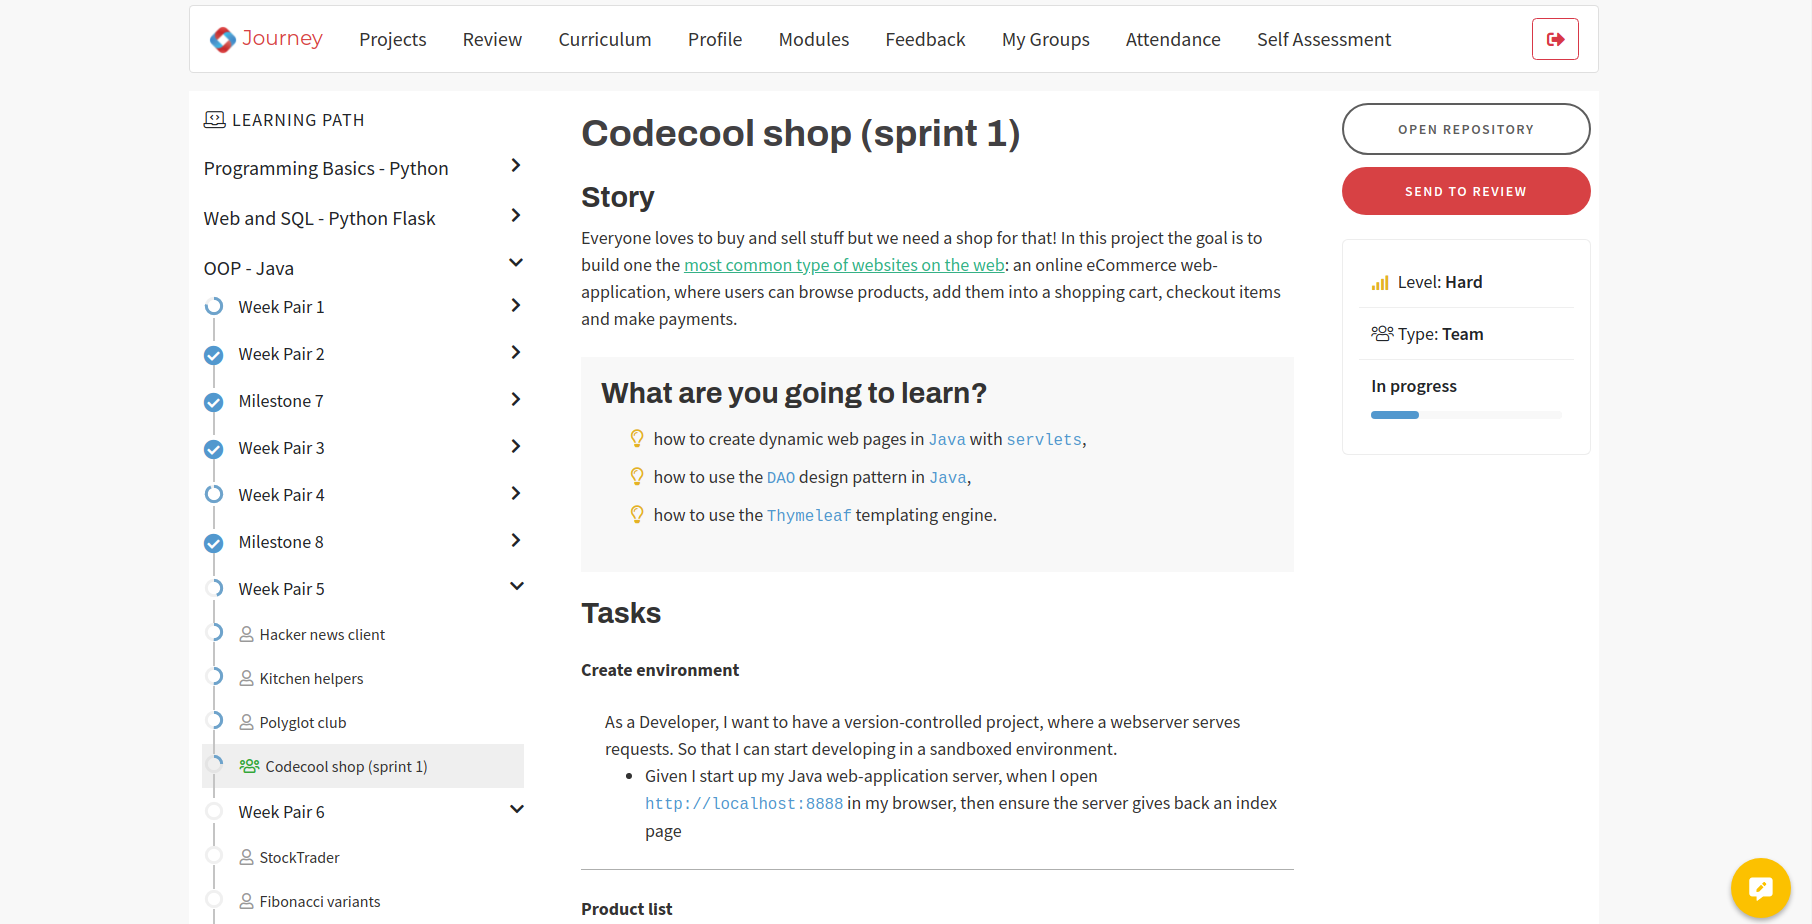 Journey
Projects
Review
Curriculum
Profile
Modules
Feedback
My Groups
Attendance
Self Assessment
LEARNING PATH
Programming Basics - Python
Web and SQL - Python Flask
OOP - Java
Week Pair 1
Week Pair 2
Milestone 7
Week Pair 3
Week Pair 4
Milestone 8
Week Pair 5
Hacker news client
Kitchen helpers
Polyglot club
Codecool shop (sprint 1)
Week Pair 6
StockTrader
Fibonacci variants
Codecool shop (sprint 1)
Story
Everyone loves to buy and sell stuff but we need a shop for that! In this project the goal is to
build one the most common type of websites on the web: an online eCommerce web-
application, where users can browse products, add them into a shopping cart, checkout items
and make payments.
What are you going to learn?
how to create dynamic web pages in Java with servlets,
how to use the DAO design pattern in Java,
how to use the Thymeleaf templating engine.
Tasks
Create environment
As a Developer, I want to have a version-controlled project, where a webserver serves
requests. So that I can start developing in a sandboxed environment.
• Given I start up my Java web-application server, when I open
http://localhost:8888 in my browser, then ensure the server gives back an index
page
Product list
OPEN REPOSITORY
SEND TO REVIEW
Level: Hard
Type: Team
In progress